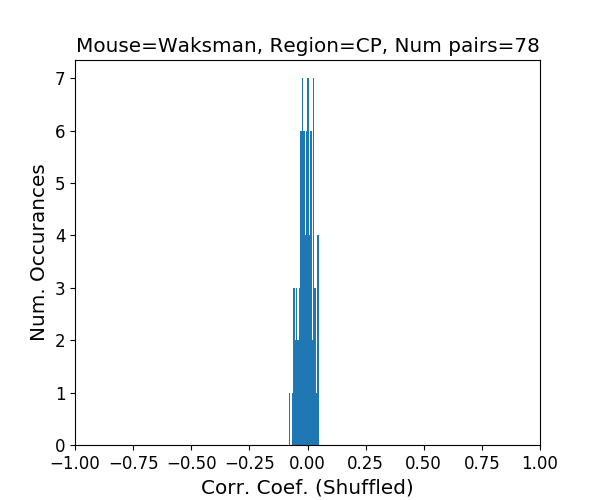 Mouse=Waksman, Region=CP, Num pairs=78
7
6
5
4
3
2
1
0
Num. Occurances
−1.00 −0.75 −0.50 −0.25 0.00 0.25 0.50 0.75 1.00
Corr. Coef. (Shuffled)